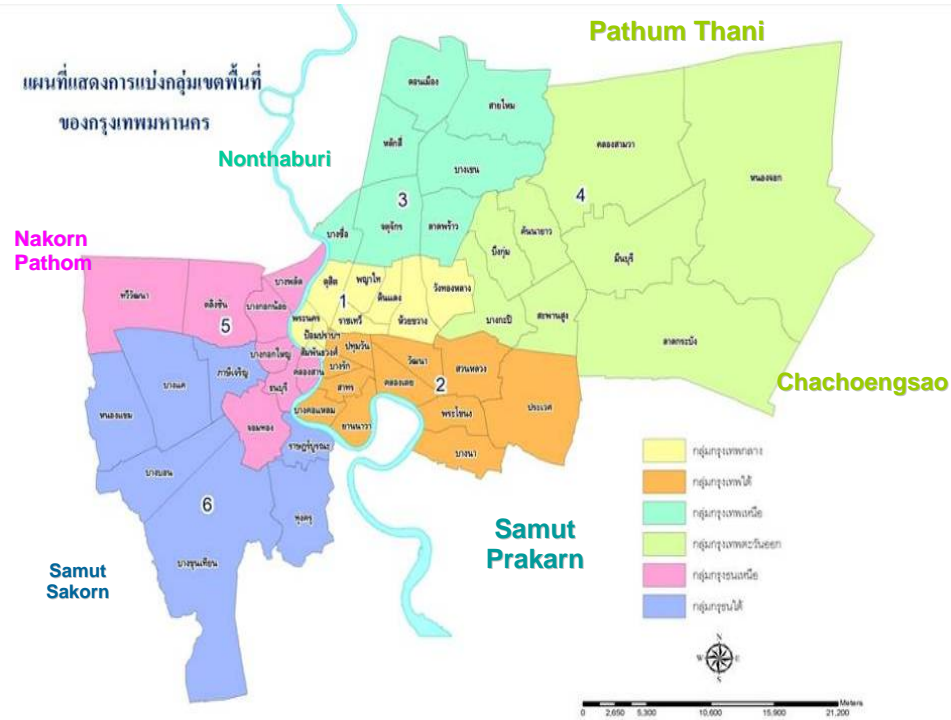 Pathum Thani
แผนที่แสดงการแบ่งกลุ่มเขตพื้นที่
ของกรุงเทพมหานคร
ดอนเมือง
สายไหม
หลักสี่
คลองสามวา
Nonthaburi
บางเขน
หนองจอก
3
4
จตุจักร
ลาดพร้าว
บางซื่อ
คันนายาว
บึงกุ่ม
มีนบุรี
Nakorn
Pathom
บางพลัด
ดุสิต
พญาไท
ดินแดง
วังทองหลาง
ทวีวัฒนา
ตลิ่งชัน
บางกอกน้อย
1
พระนคร
ราชเทวี
ห้วยขวาง
บางกะปิ
สะพานสูง
5
ป้อมปราบฯ
ลาดกระบัง
บางกอกใหญ่
สัมพันธวงศ์
ปทุมวัน
บางรัก
วัฒนา
สวนหลวง
บางแค
ภาษีเจริญ
ธนบุรี
คลองสาน
สาทร
คลองเตย
2
Chachoengsao
หนองแขม
จอมทอง
บางคอแหลม
ยานนาวา
พระโขนง
ประเวศ
ราษฎร์บูรณะ
บางนา
บางบอน
6
ทุ่งครุ
บางขุนเทียน
Samut
Prakarn
Samut
Sakorn
กลุ่มกรุงเทพกลาง
กลุ่มกรุงเทพใต้
กลุ่มกรุงเทพเหนือ
กลุ่มกรุงเทพตะวันออก
กลุ่มกรุงธนเหนือ
กลุ่มกรุธนใต้
N
W E
S
Meters
0 2,650 5,300 10,600 15,900 21,200